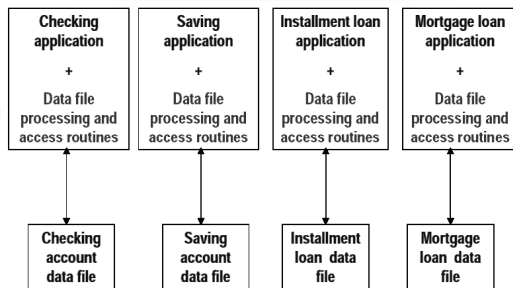 Checking
application
+
Data file
processing and
access routines
Saving
application
+
Data file
processing and
access routines
Installment loan
application
+
Data file
processing and
access routines
Mortgage loan
application
+
Data file
processing and
access routines
Checking
account
data file
Saving
account
data file
Installment
loan data
file
Mortgage
loan data
file